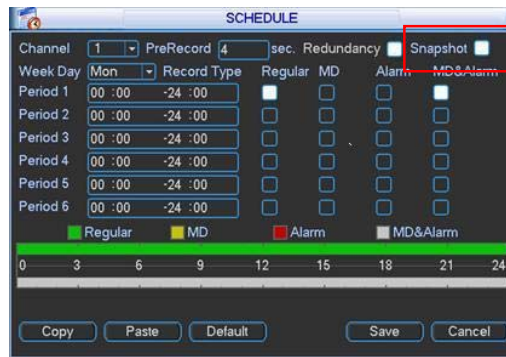 SCHEDULE
Channel 1 PreRecord 4 sec. Redundancy Snapshot
Week Day Mon Record Type Regular MD Alarm MD&Alarm
Period 1 00 :00 -24 :00
Period 2 00 :00 -24 :00
Period 3 00 :00 -24 :00
Period 4 00 :00 -24 :00
Period 5 00 :00 -24 :00
Period 6 00 :00 -24 :00
Regular MD Alarm MD&Alarm
0 3 6 9 12 15 18 21 24
Copy Paste Default Save Cancel